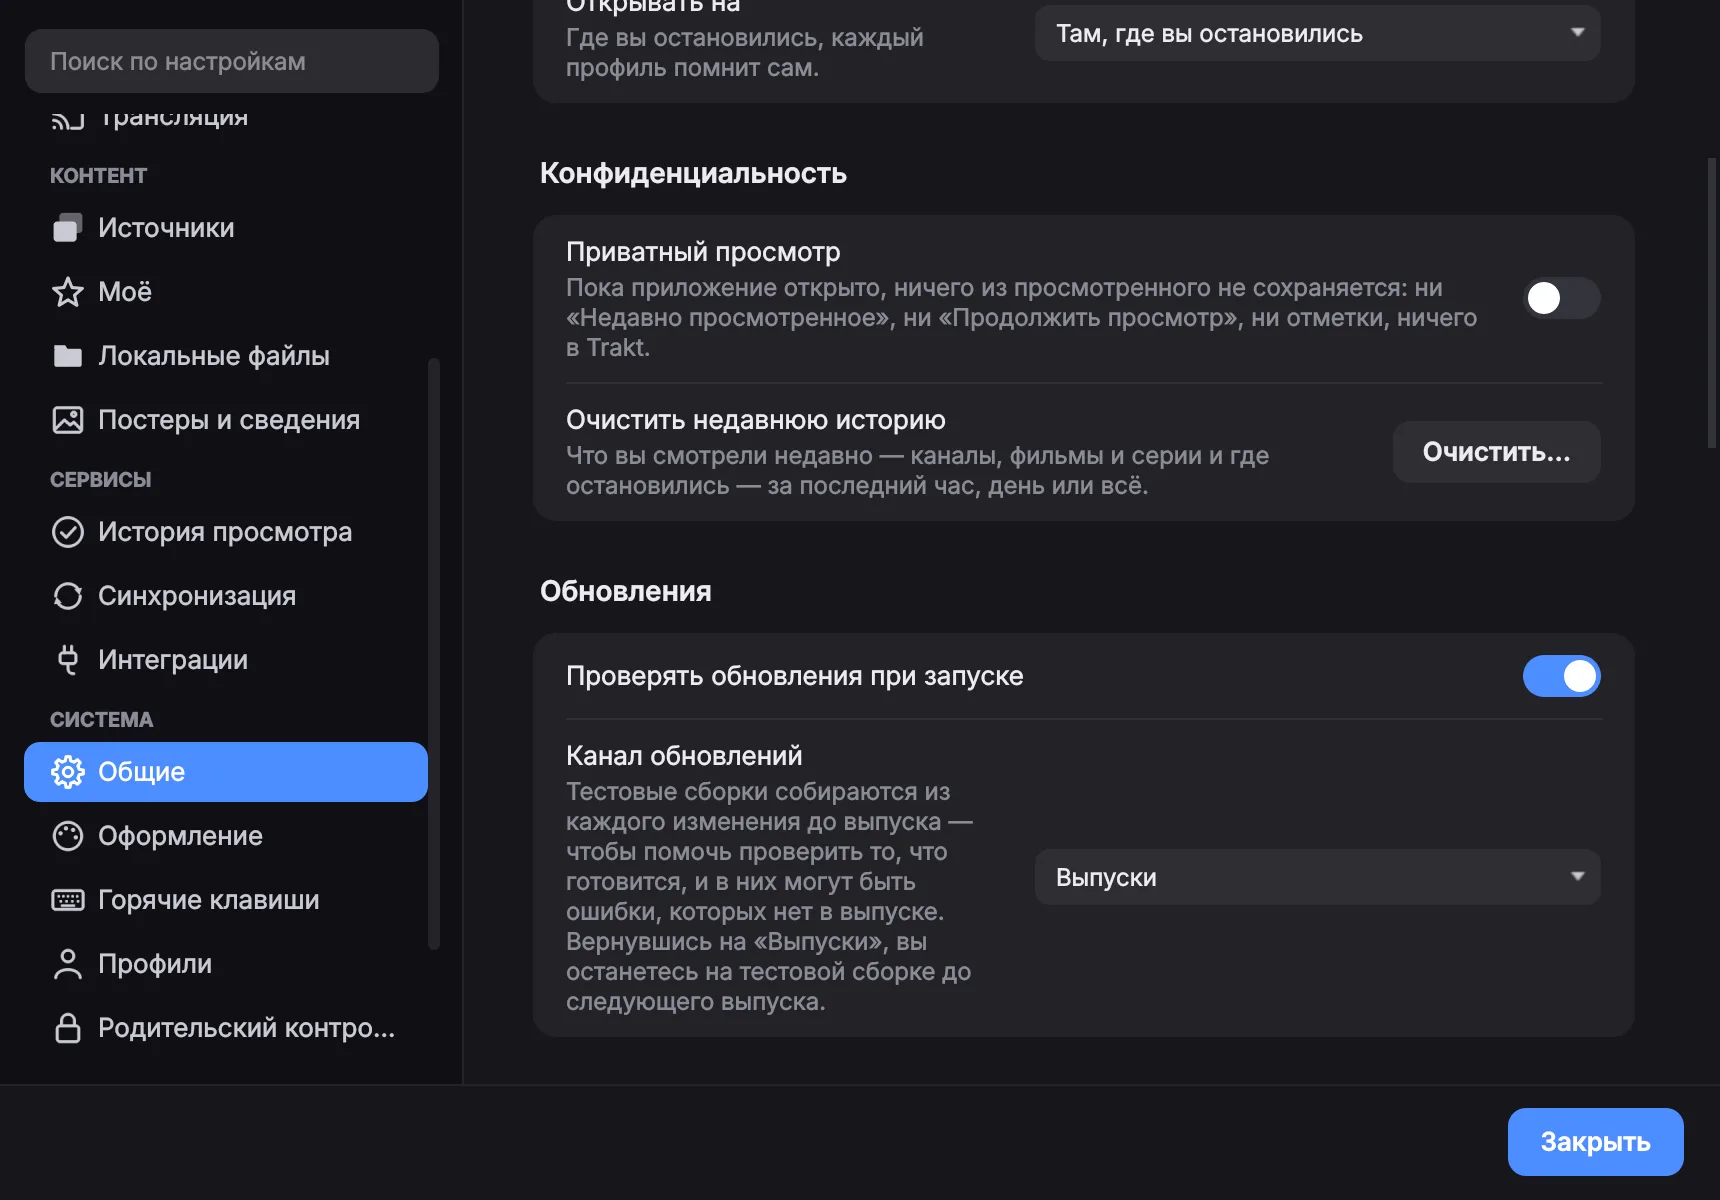 Поиск по настройкам
Трансляция
КОНТЕНТ
Источники
Моё
Локальные файлы
Постеры и сведения
СЕРВИСЫ
История просмотра
Синхронизация
Интеграции
СИСТЕМА
Общие
Оформление
Горячие клавиши
Профили
Родительский контро...
Открывать на
Где вы остановились, каждый
профиль помнит сам.
Там, где вы остановились
Конфиденциальность
Приватный просмотр
Пока приложение открыто, ничего из просмотренного не сохраняется: ни
«Недавно просмотренное», ни «Продолжить просмотр», ни отметки, ничего
в Trakt.
Очистить недавнюю историю
Что вы смотрели недавно — каналы, фильмы и серии и где
остановились — за последний час, день или всё.
Очистить...
Обновления
Проверять обновления при запуске
Канал обновлений
Тестовые сборки собираются из
каждого изменения до выпуска —
чтобы помочь проверить то, что
готовится, и в них могут быть
ошибки, которых нет в выпуске.
Вернувшись на «Выпуски», вы
останетесь на тестовой сборке до
следующего выпуска.
Выпуски
Закрыть